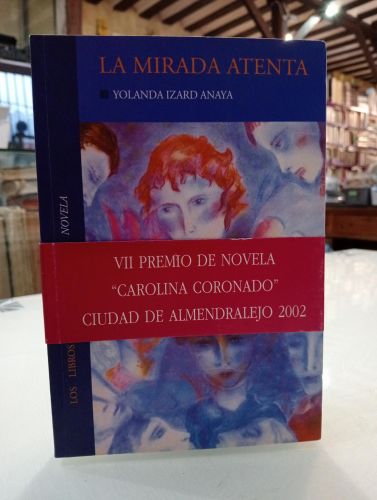 LA MIRADA ATENTA
YOLANDA IZARD ANAYA
VII PREMIO DE NOVELA
“CAROLINA CORONADO”
CIUDAD DE ALMENDRALEJO 2002
LOS LIBROS
NOVELA